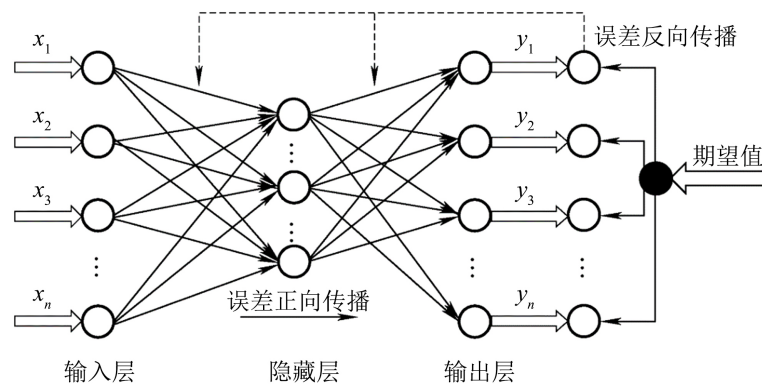 x1 y1 误差反向传播
x2 y2
期望值
x3 y3
⋮ ⋮ ⋮ ⋮ ⋮
xn yn
误差正向传播
输入层 隐藏层 输出层